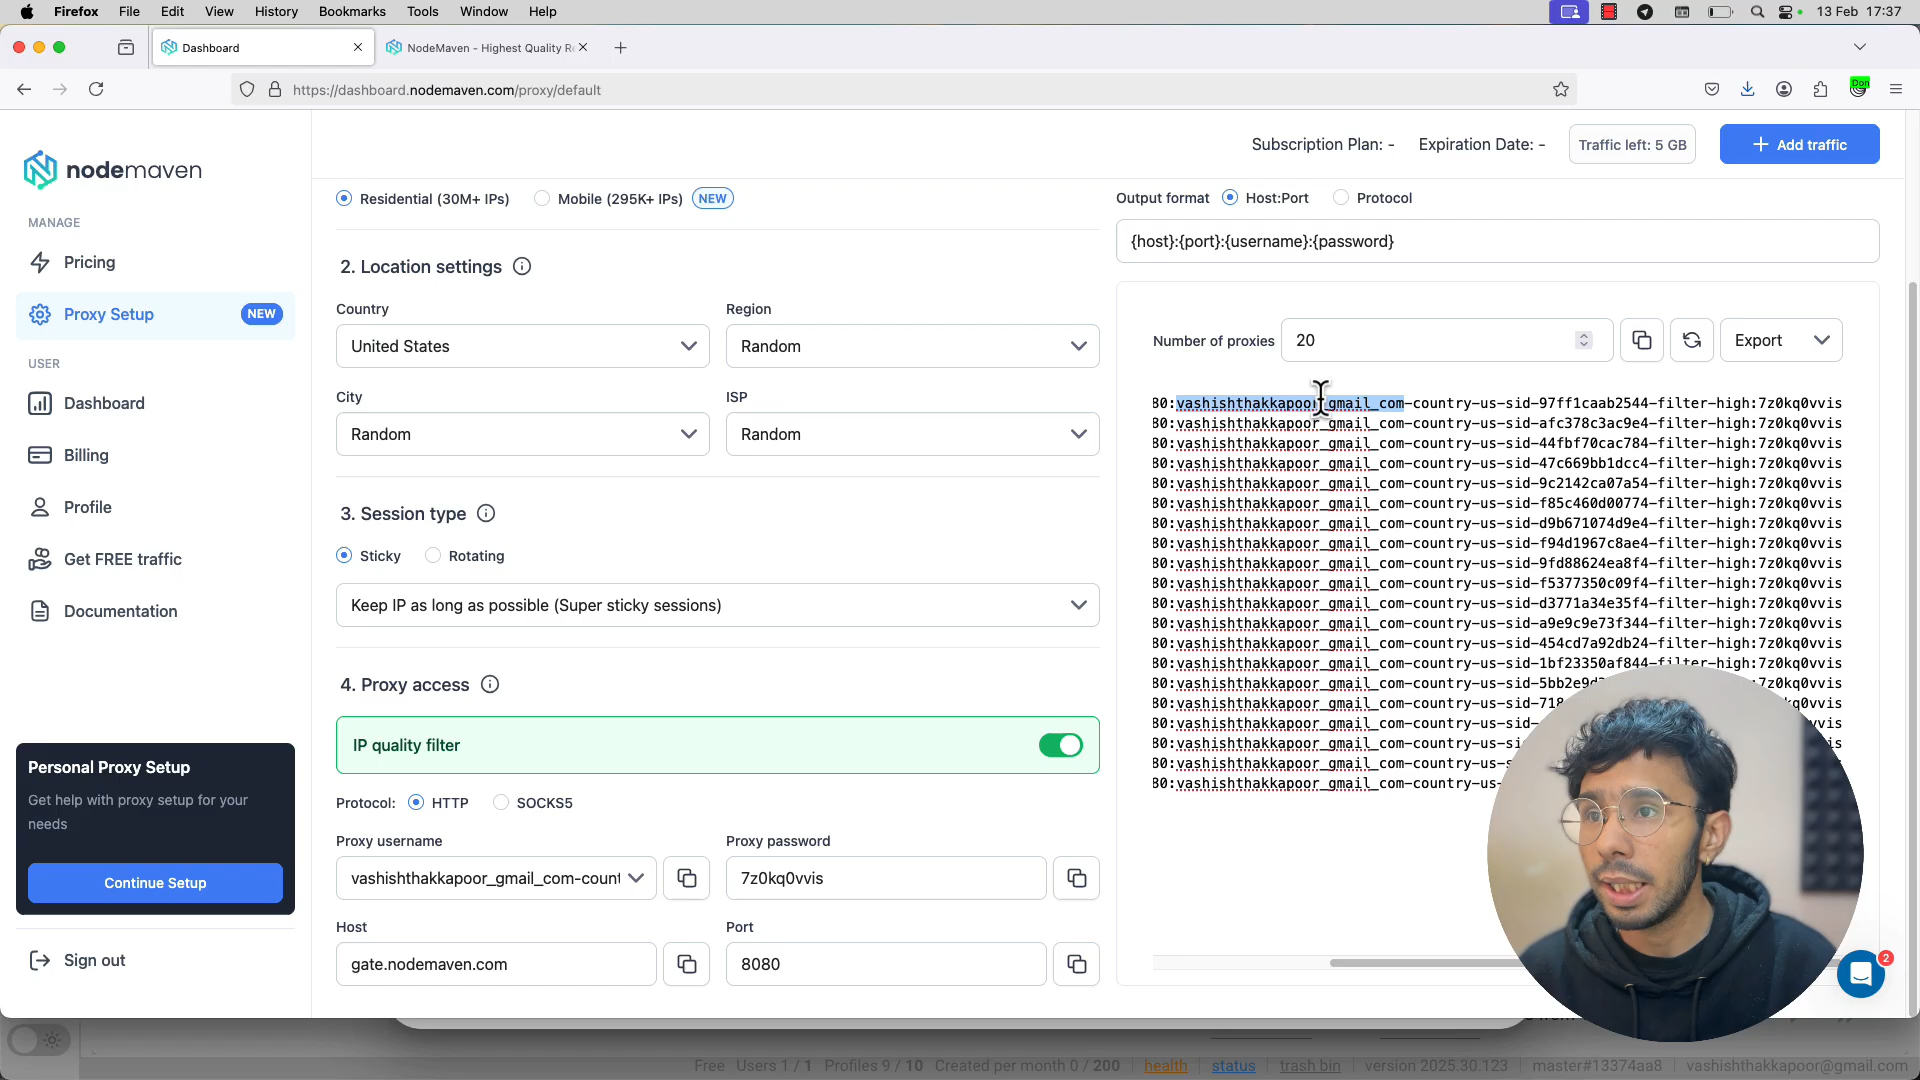 Firefox File Edit View History Bookmarks Tools Window Help 13 Feb 17:37
Dashboard NodeMaven - Highest Quality Re
https://dashboard.nodemaven.com/proxy/default
Subscription Plan: - Expiration Date: - Traffic left: 5 GB Add traffic
nodemaven
MANAGE
Pricing
Proxy Setup NEW
USER
Dashboard
Billing
Profile
Get FREE traffic
Documentation
Personal Proxy Setup
Get help with proxy setup for your
needs
Continue Setup
Sign out
Residential (30M+ IPs) Mobile (295K+ IPs) NEW
2. Location settings
Country Region
United States Random
City ISP
Random Random
3. Session type
Sticky Rotating
Keep IP as long as possible (Super sticky sessions)
4. Proxy access
IP quality filter
Protocol: HTTP SOCKS5
Proxy username Proxy password
vashishthakkapoor_gmail_com-count 7z0kq0vvis
Host Port
gate.nodemaven.com 8080
Output format Host:Port Protocol
{host}:{port}:{username}:{password}
Number of proxies 20 Export
80:vashishthakkapoor_gmail_com-country-us-sid-97ff1caab2544-filter-high:7z0kq0vvis
80:vashishthakkapoor_gmail_com-country-us-sid-afc378c3ac9e4-filter-high:7z0kq0vvis
80:vashishthakkapoor_gmail_com-country-us-sid-44fbf70cac784-filter-high:7z0kq0vvis
80:vashishthakkapoor_gmail_com-country-us-sid-47c669bb1dcc4-filter-high:7z0kq0vvis
80:vashishthakkapoor_gmail_com-country-us-sid-9c2142ca07a54-filter-high:7z0kq0vvis
80:vashishthakkapoor_gmail_com-country-us-sid-f85c460d00774-filter-high:7z0kq0vvis
80:vashishthakkapoor_gmail_com-country-us-sid-d9b671074d9e4-filter-high:7z0kq0vvis
80:vashishthakkapoor_gmail_com-country-us-sid-f94d1967c8ae4-filter-high:7z0kq0vvis
80:vashishthakkapoor_gmail_com-country-us-sid-9fd88624ea8f4-filter-high:7z0kq0vvis
80:vashishthakkapoor_gmail_com-country-us-sid-f5377350c09f4-filter-high:7z0kq0vvis
80:vashishthakkapoor_gmail_com-country-us-sid-d3771a34e35f4-filter-high:7z0kq0vvis
80:vashishthakkapoor_gmail_com-country-us-sid-a9e9c9e73f344-filter-high:7z0kq0vvis
80:vashishthakkapoor_gmail_com-country-us-sid-454cd7a92db24-filter-high:7z0kq0vvis
80:vashishthakkapoor_gmail_com-country-us-sid-1bf23350af844-filter-high:7z0kq0vvis
80:vashishthakkapoor_gmail_com-country-us-sid-5bb2e9d 7z0kq0vvis
80:vashishthakkapoor_gmail_com-country-us-sid-718 kq0vvis
80:vashishthakkapoor_gmail_com-country-us-sid- vvis
80:vashishthakkapoor_gmail_com-country-us-s is
80:vashishthakkapoor_gmail_com-country-us-s
80:vashishthakkapoor_gmail_com-country-us-s
2
Free Users 1 / 1 Profiles 9 / 10 Created per month 0 / 200 health status trash bin version 2025.30.123 master#13374aa8 vashishthakkapoor@gmail.com